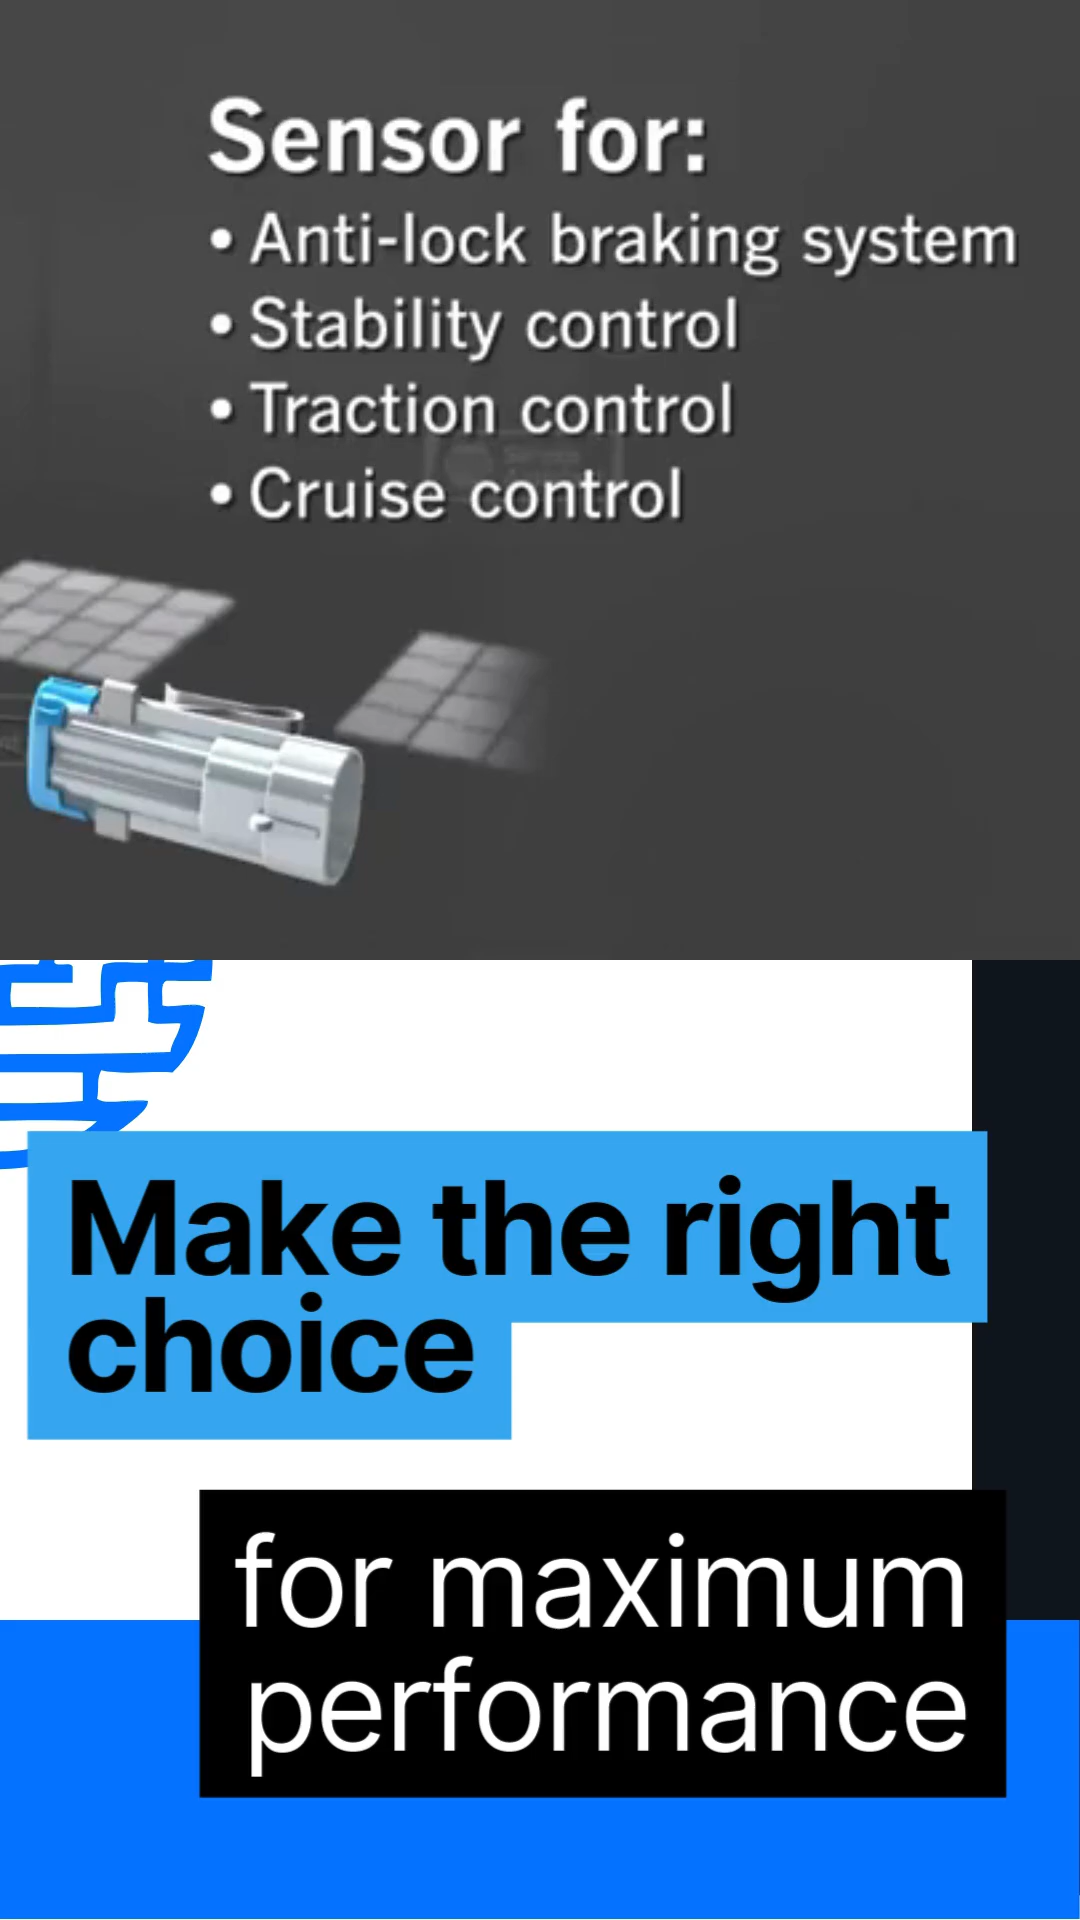 Sensor for:
• Anti-lock braking system
• Stability control
• Traction control
• Cruise control
Make the right
choice
for maximum
performance